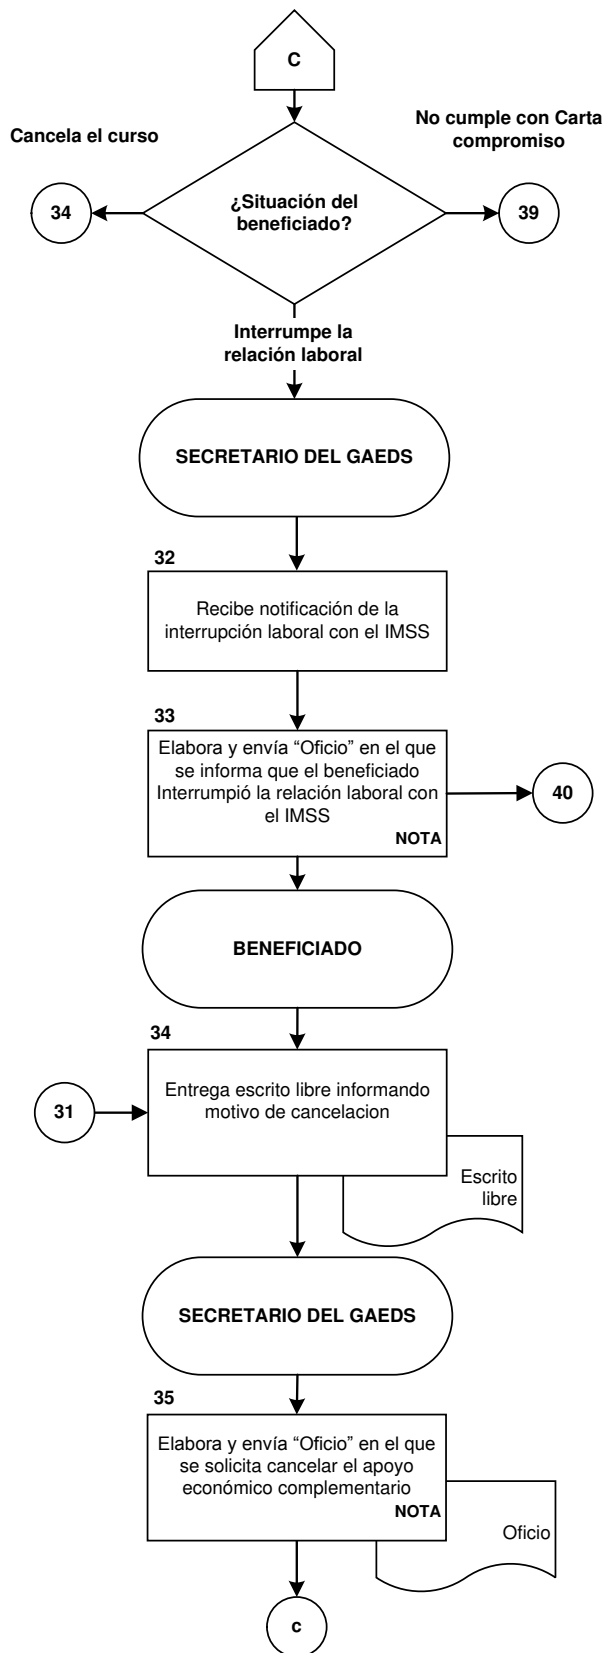 C
Cancela el curso
No cumple con Carta
compromiso
34
¿Situación del
beneficiado?
39
Interrumpe la
relación laboral
SECRETARIO DEL GAEDS
32
Recibe notificación de la
interrupción laboral con el IMSS
33
Elabora y envía “Oficio” en el que
se informa que el beneficiado
Interrumpió la relación laboral con
el IMSS
NOTA
40
BENEFICIADO
34
Entrega escrito libre informando
motivo de cancelacion
31
Escrito
libre
SECRETARIO DEL GAEDS
35
Elabora y envía “Oficio” en el que
se solicita cancelar el apoyo
económico complementario
NOTA
Oficio
c